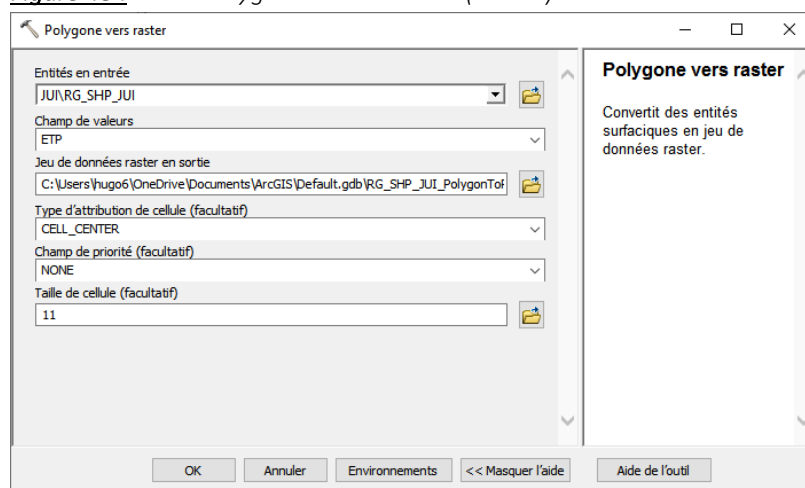 Polygone vers raster
Entités en entrée
JUI\RG_SHP_JUI
Champ de valeurs
ETP
Jeu de données raster en sortie
C:\Users\hugo6\OneDrive\Documents\ArcGIS\Default.gdb\RG_SHP_JUI_PolygonToR
Type d'attribution de cellule (facultatif)
CELL_CENTER
Champ de priorité (facultatif)
NONE
Taille de cellule (facultatif)
11
Polygone vers raster
Convertit des entités
surfaciques en jeu de
données raster.
OK
Annuler
Environnements
<< Masquer l'aide
Aide de l'outil